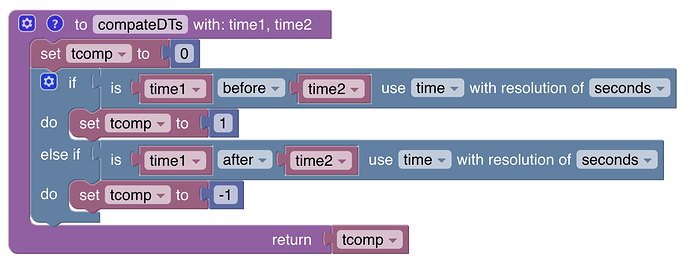 ? to compateDTs with: time1, time2
set tcomp to 0
if is time1 before time2 use time with resolution of seconds
do set tcomp to 1
else if is time1 after time2 use time with resolution of seconds
do set tcomp to -1
return tcomp